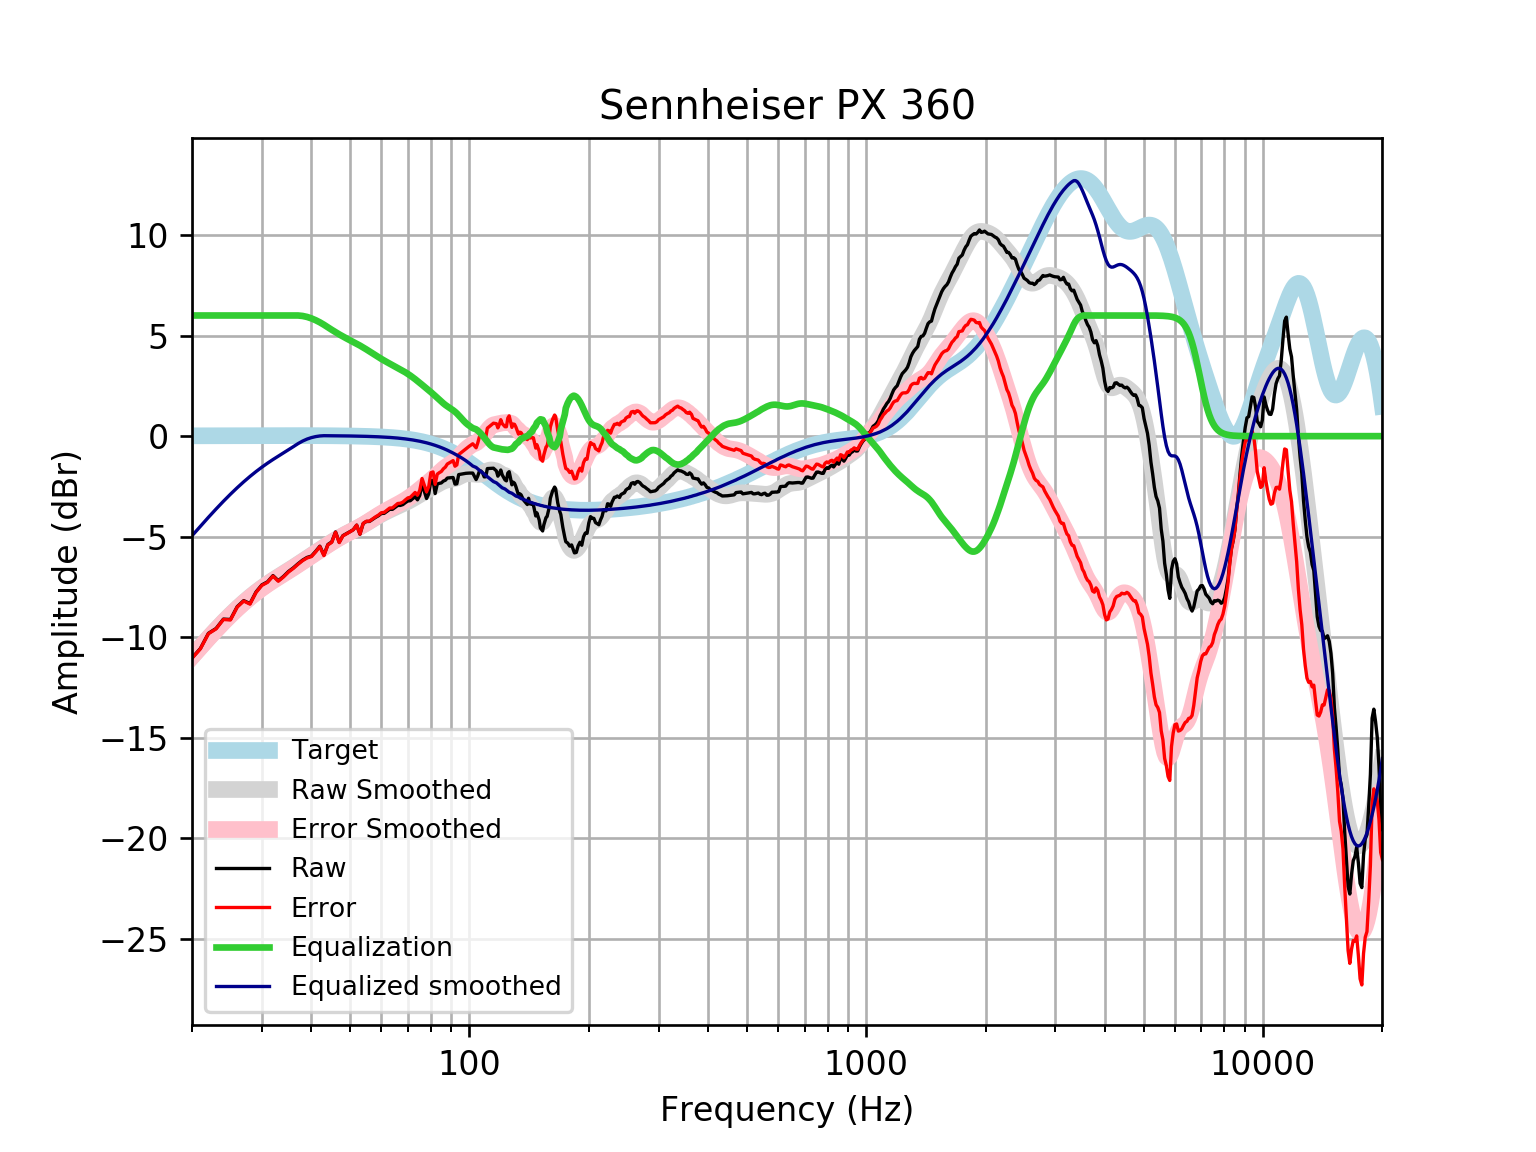 Sennheiser PX 360
Amplitude (dBr)
10
5
0
−5
−10
−15
−20
−25
Target
Raw Smoothed
Error Smoothed
Raw
Error
Equalization
Equalized smoothed
100
1000
10000
Frequency (Hz)